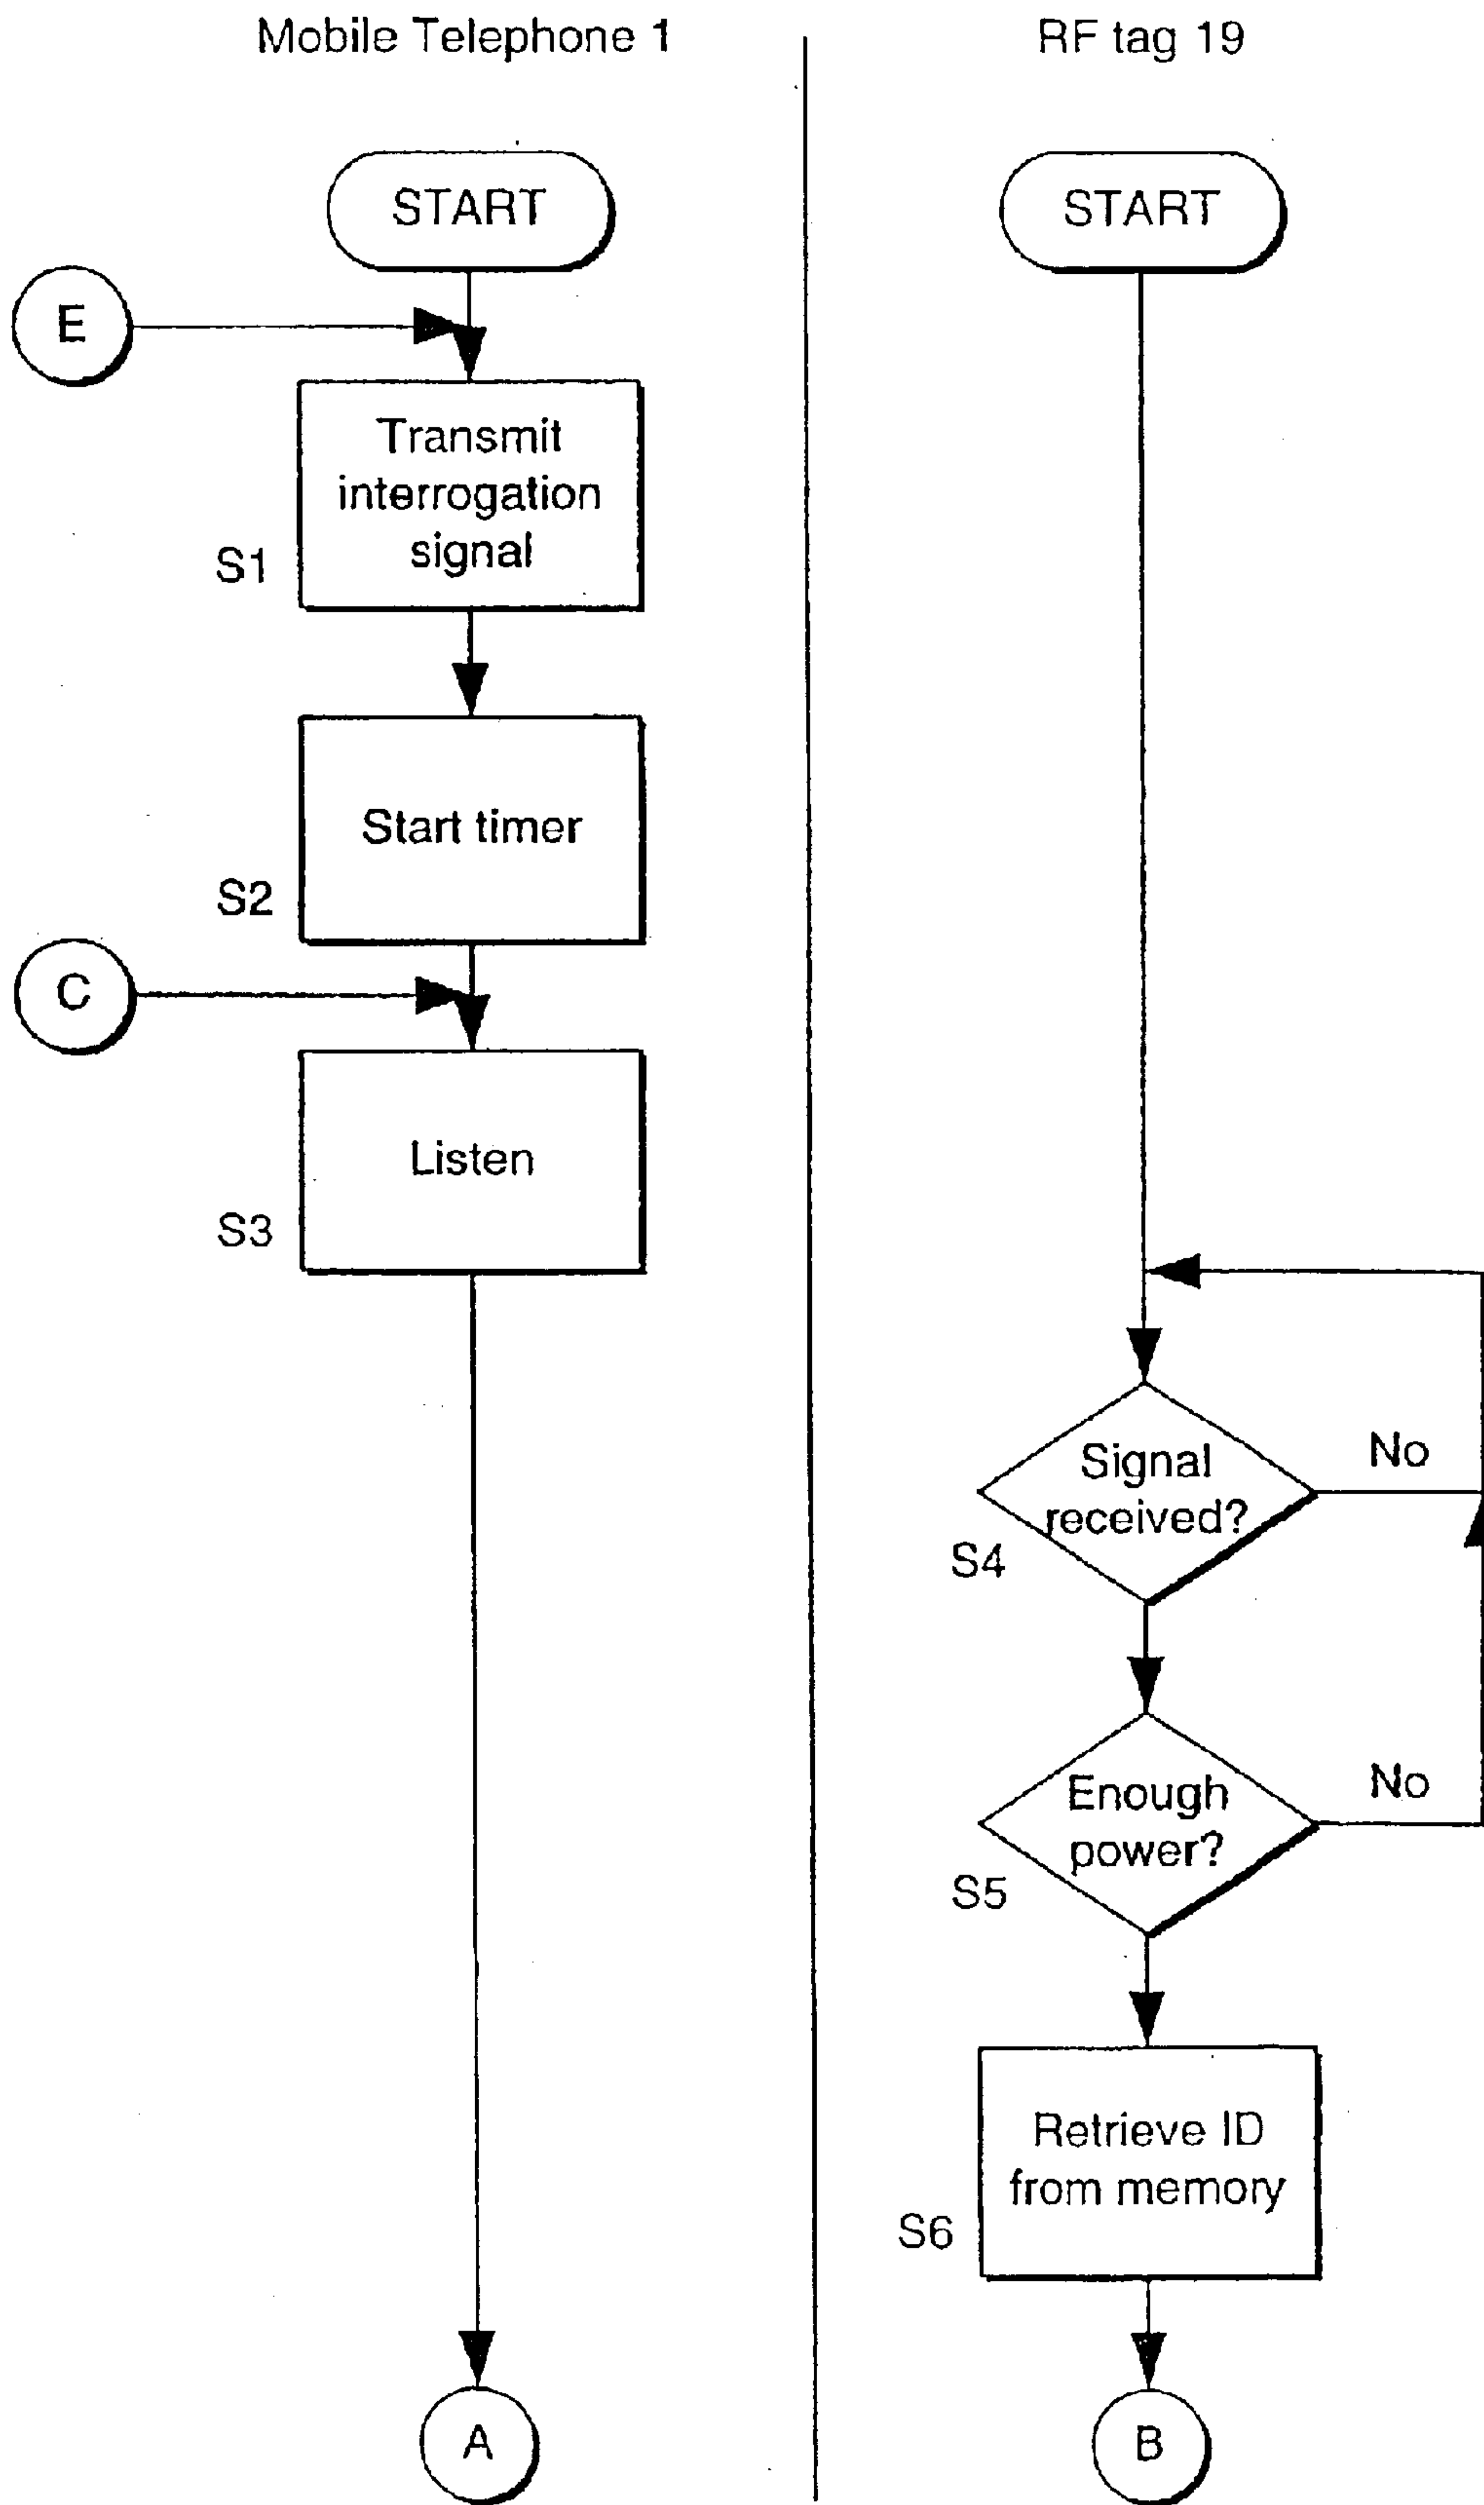 Mobile Telephone 1
RF tag 19
START
START
E
Transmit
interrogation
signal
S1
Start timer
S2
C
Listen
S3
Signal
received?
No
S4
Enough
power?
No
S5
Retrieve ID
from memory
S6
A
B